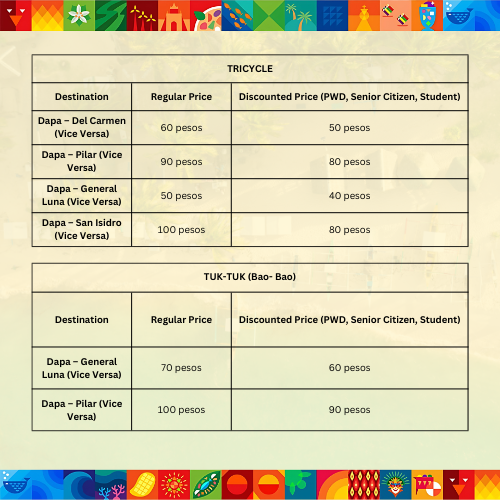 TRICYCLE
Destination Regular Price Discounted Price (PWD, Senior Citizen, Student)
Dapa – Del Carmen
(Vice Versa)
60 pesos 50 pesos
Dapa – Pilar (Vice
Versa)
90 pesos 80 pesos
Dapa – General
Luna (Vice Versa)
50 pesos 40 pesos
Dapa – San Isidro
(Vice Versa)
100 pesos 80 pesos
TUK-TUK (Bao- Bao)
Destination Regular Price Discounted Price (PWD, Senior Citizen, Student)
Dapa – General
Luna (Vice Versa)
70 pesos 60 pesos
Dapa – Pilar (Vice
Versa)
100 pesos 90 pesos